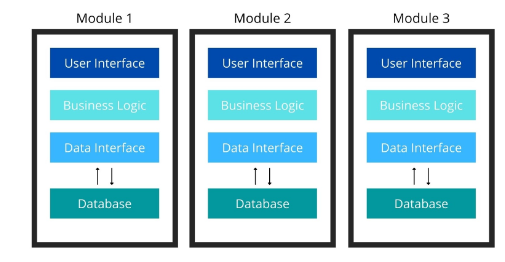 Module 1
User Interface
Business Logic
Data Interface
Database
Module 2
User Interface
Business Logic
Data Interface
Database
Module 3
User Interface
Business Logic
Data Interface
Database